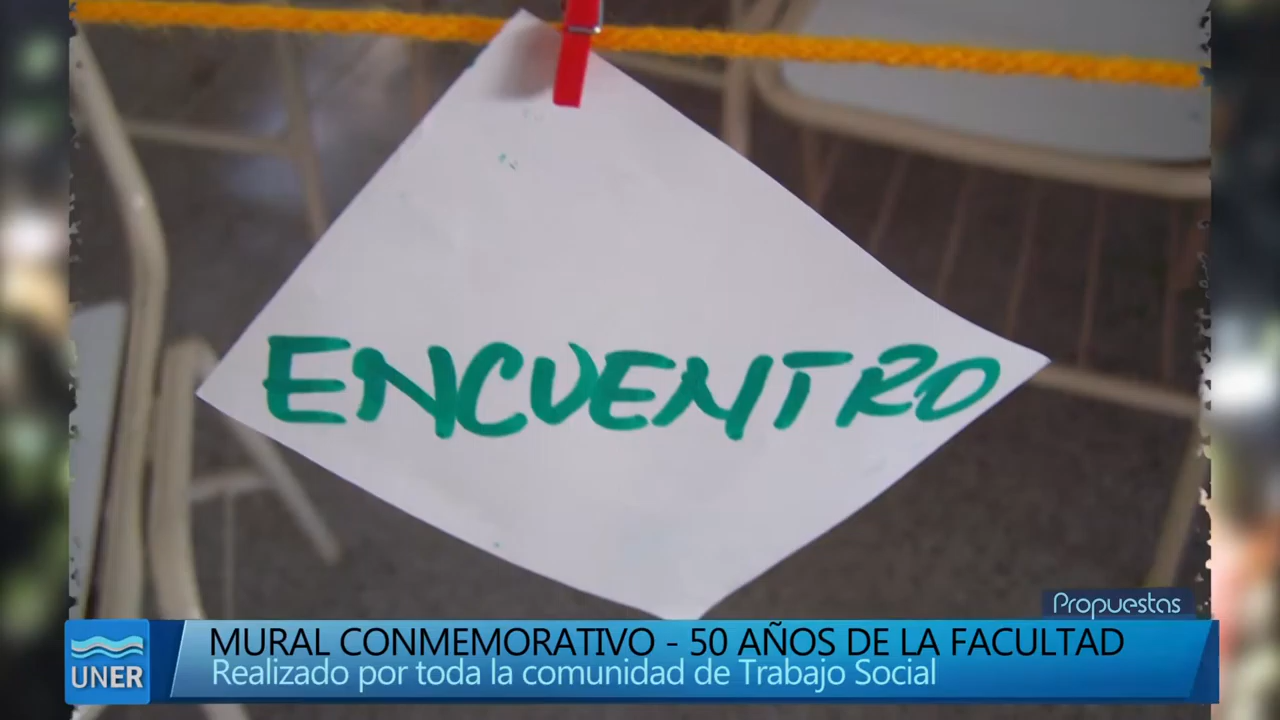 ENCUENTRO
Propuestas
UNER
MURAL CONMEMORATIVO - 50 AÑOS DE LA FACULTAD
Realizado por toda la comunidad de Trabajo Social